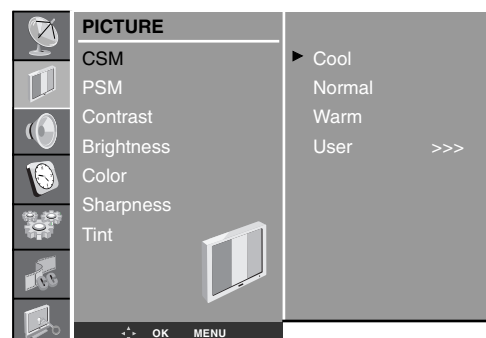 PICTURE
CSM
PSM
Contrast
Brightness
Color
Sharpness
Tint
Cool
Normal
Warm
User >>>
OK MENU